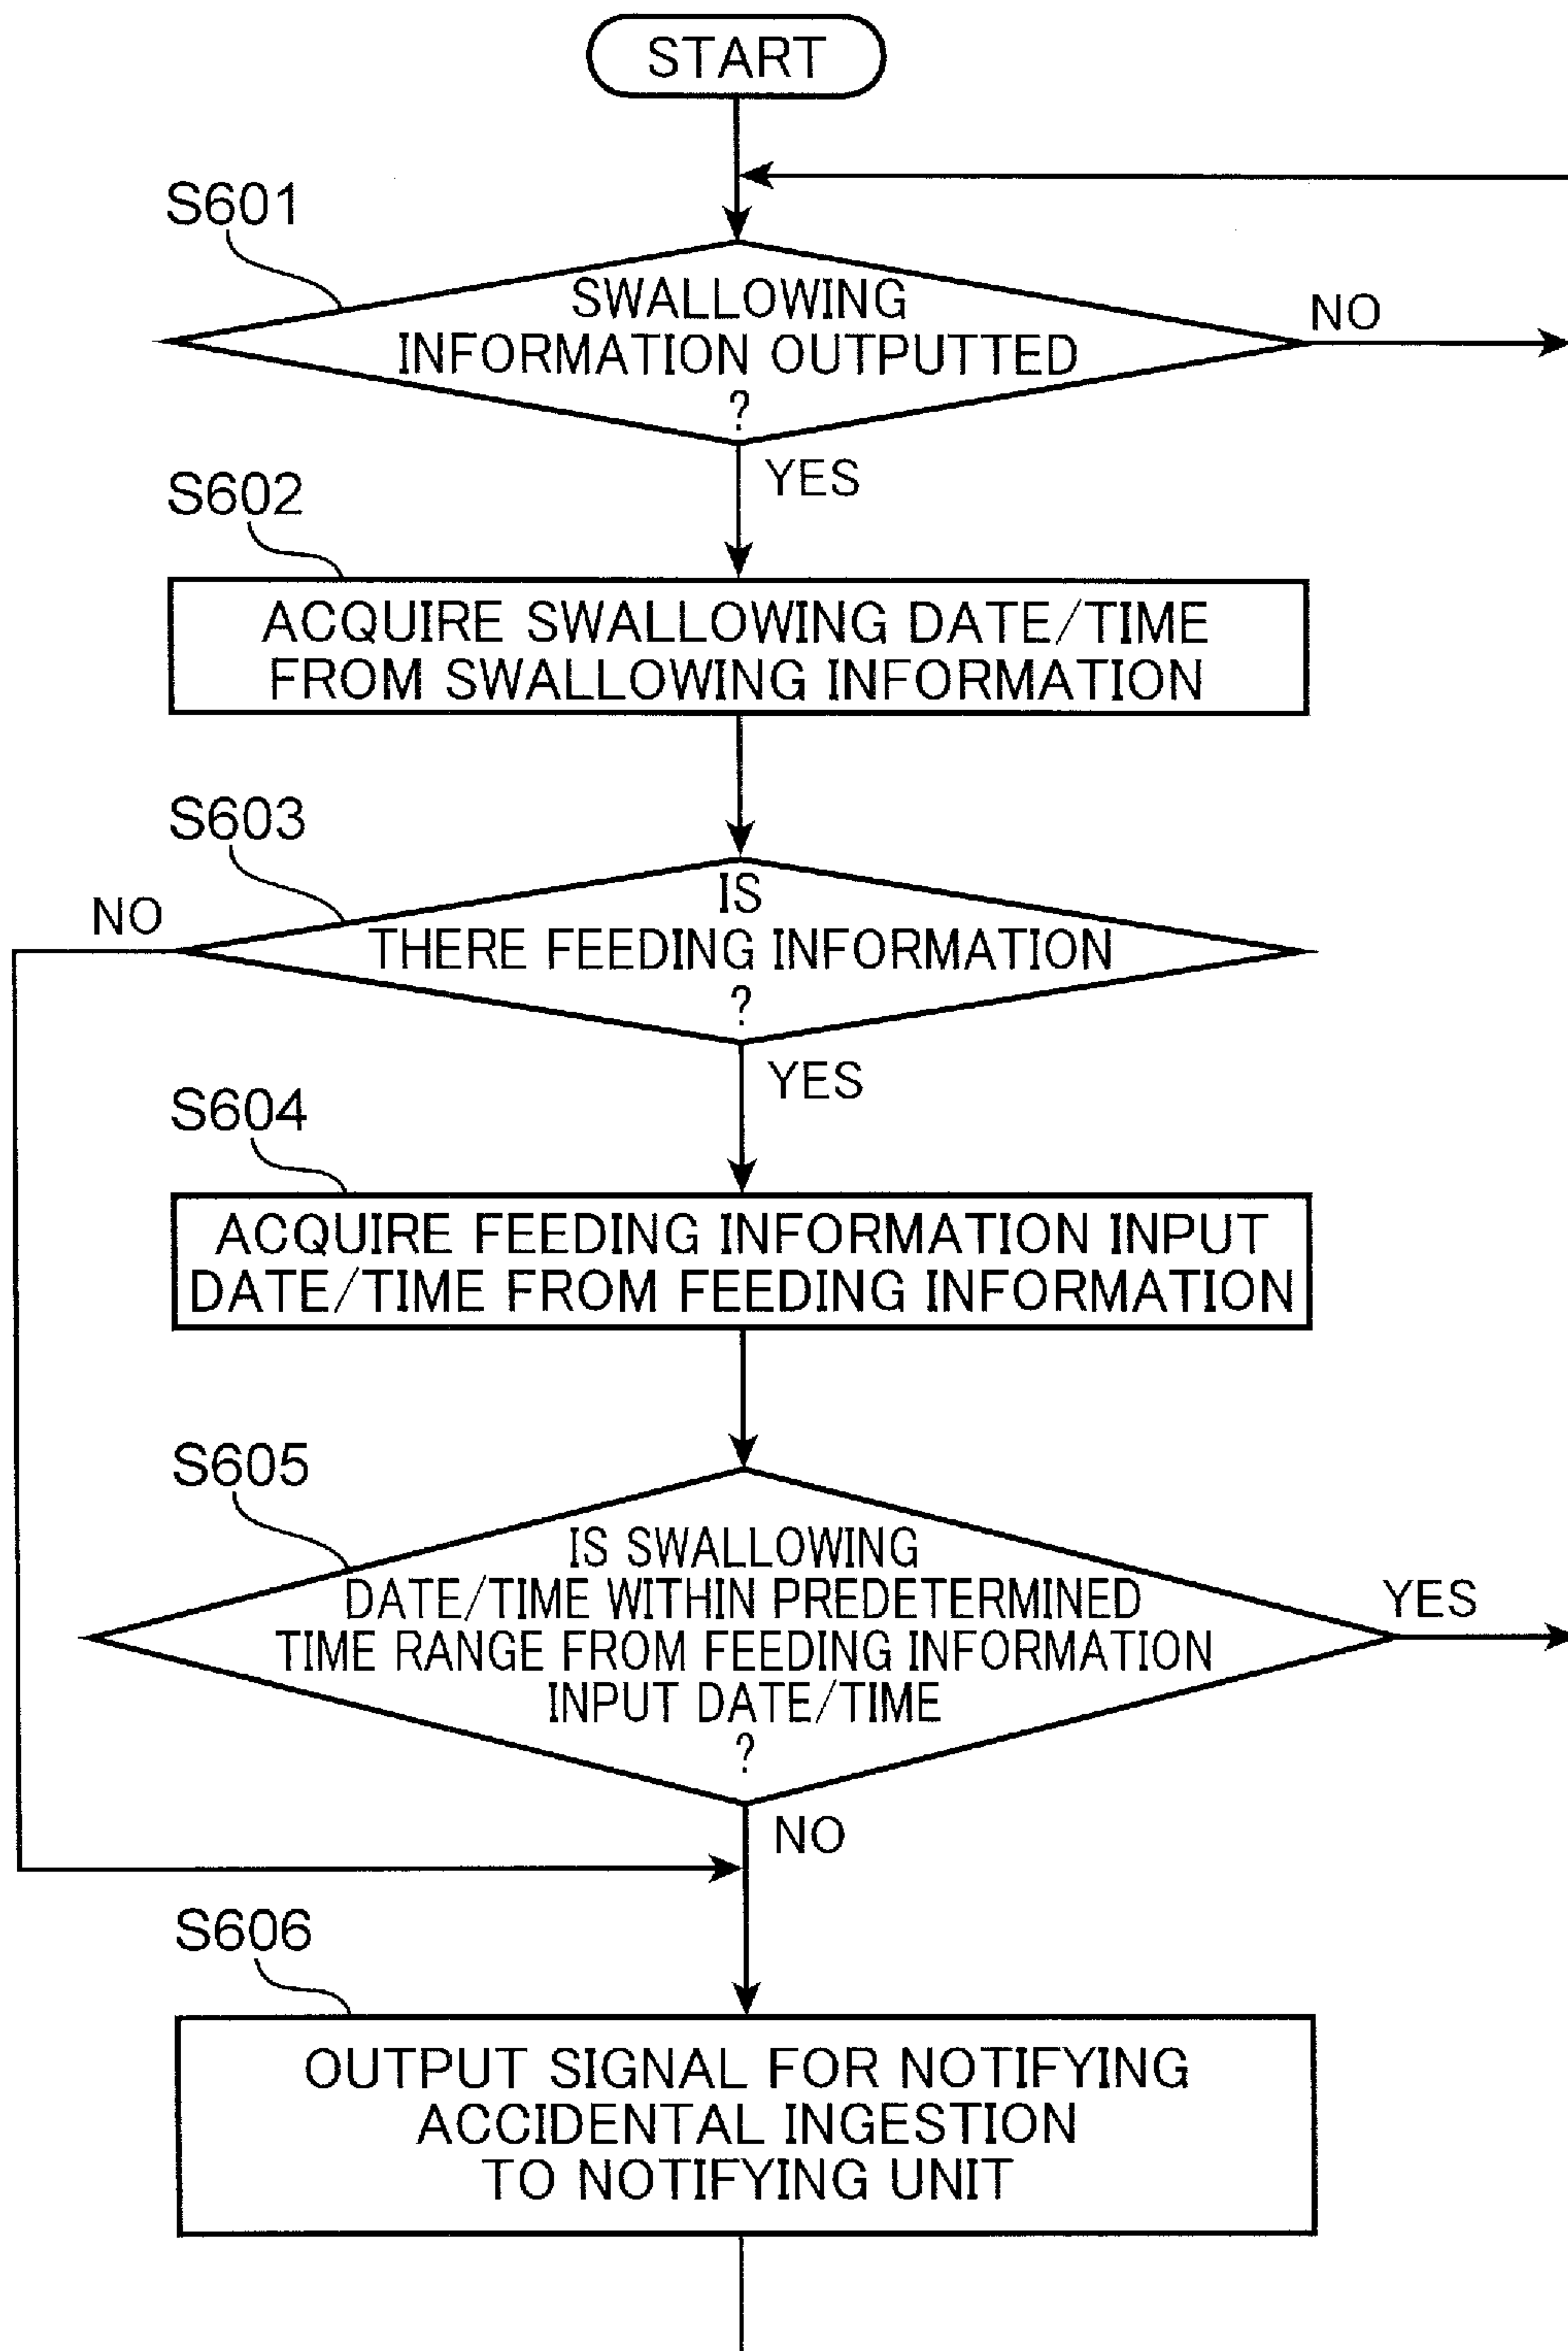 START
S601
SWALLOWING
INFORMATION OUTPUTTED
?
NO
YES
S602
ACQUIRE SWALLOWING DATE/TIME
FROM SWALLOWING INFORMATION
S603
NO
IS
THERE FEEDING INFORMATION
?
YES
S604
ACQUIRE FEEDING INFORMATION INPUT
DATE/TIME FROM FEEDING INFORMATION
S605
IS SWALLOWING
DATE/TIME WITHIN PREDETERMINED
TIME RANGE FROM FEEDING INFORMATION
INPUT DATE/TIME
?
YES
NO
S606
OUTPUT SIGNAL FOR NOTIFYING
ACCIDENTAL INGESTION
TO NOTIFYING UNIT